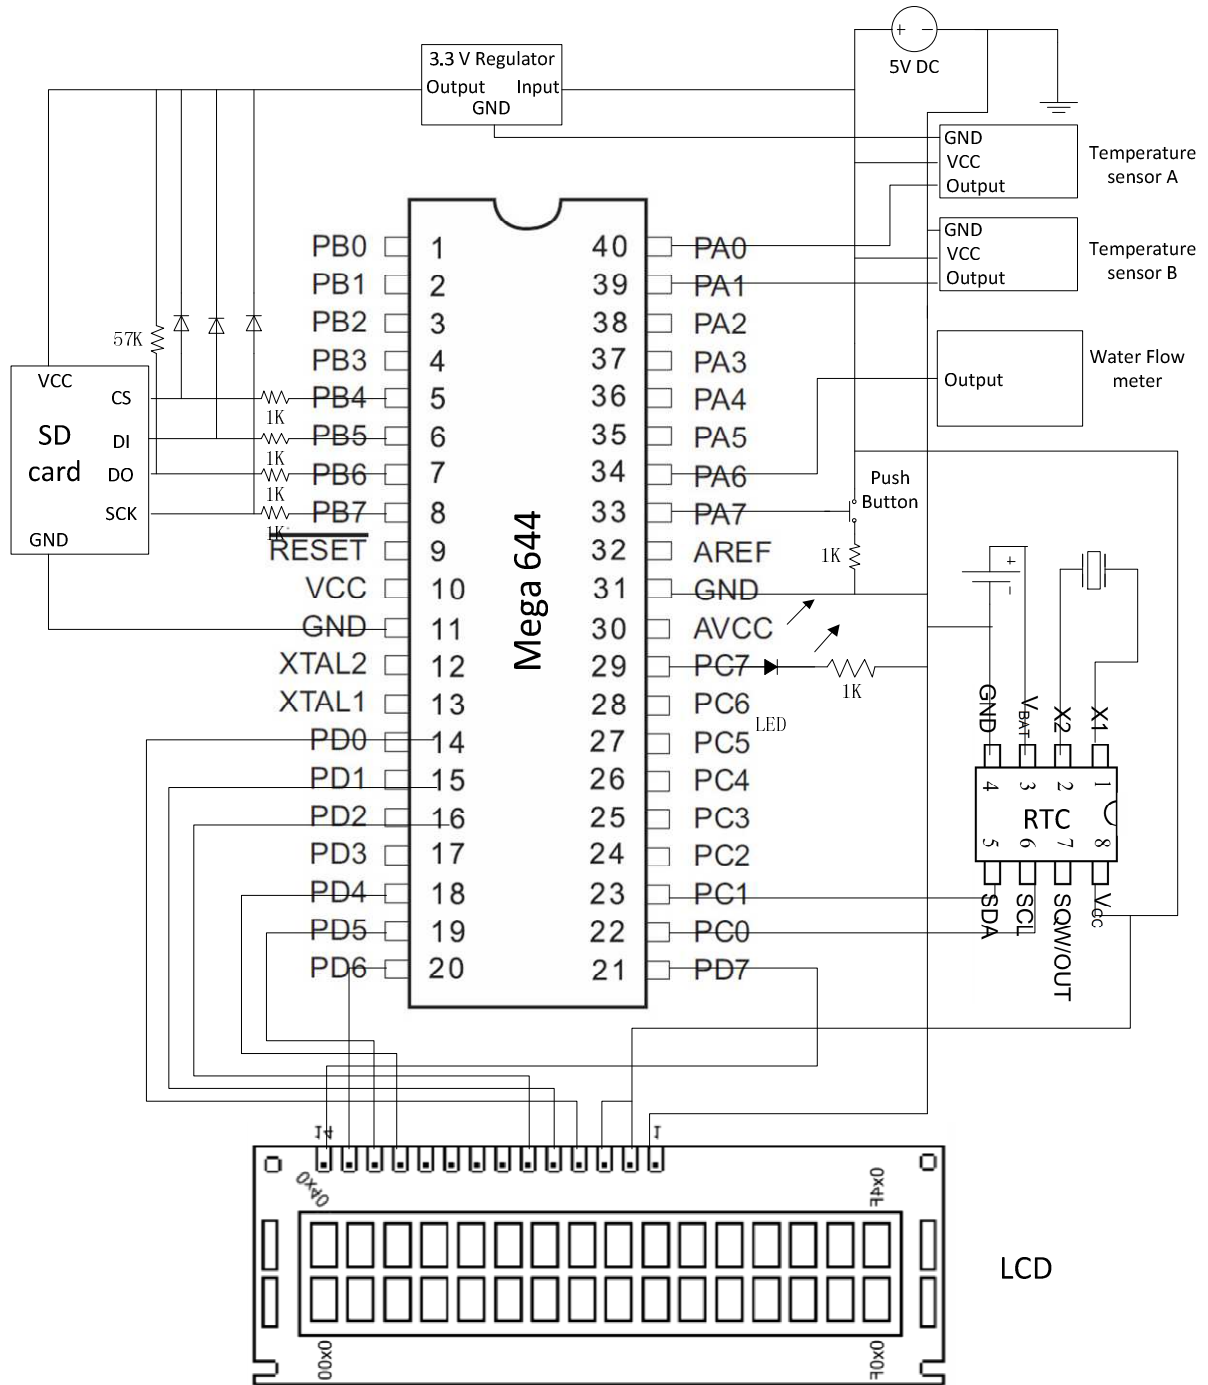 5V DC
3.3 V Regulator
Output Input
GND
GND
VCC
Output
Temperature
sensor A
GND
VCC
Output
Temperature
sensor B
Output
Water Flow
meter
57K
VCC
CS
DI
DO
SCK
GND
SD
card
1K
1K
1K
1K
PB0 1
PB1 2
PB2 3
PB3 4
PB4 5
PB5 6
PB6 7
PB7 8
RESET 9
VCC 10
GND 11
XTAL2 12
XTAL1 13
PD0 14
PD1 15
PD2 16
PD3 17
PD4 18
PD5 19
PD6 20
Mega 644
40 PA0
39 PA1
38 PA2
37 PA3
36 PA4
35 PA5
34 PA6
33 PA7
32 AREF
31 GND
30 AVCC
29 PC7
28 PC6
27 PC5
26 PC4
25 PC3
24 PC2
23 PC1
22 PC0
21 PD7
Push
Button
1K
LED
1K
+
-
GND
VBAT
X2
X1
4 3 2 1
RTC
5 6 7 8
SDA
SCL
SQW/OUT
Vcc
14
1
0x40
0x4F
0x00
0x0F
LCD